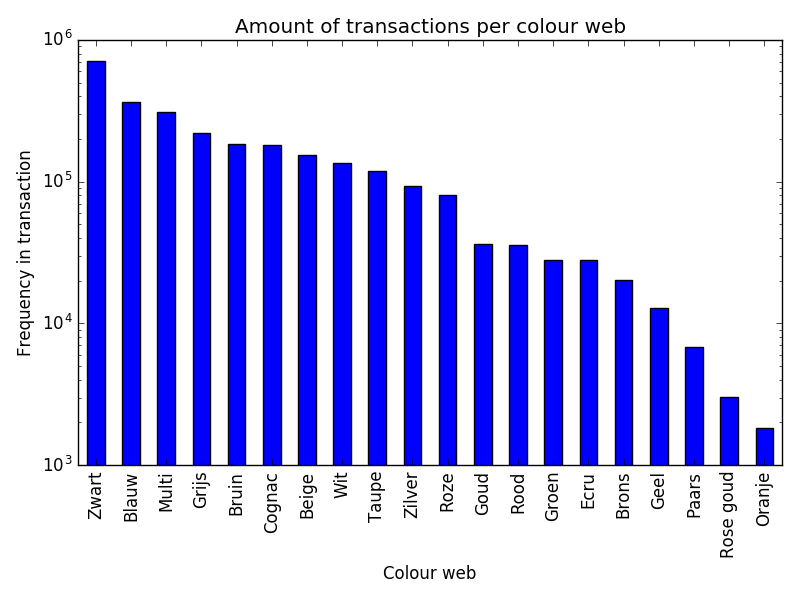 Amount of transactions per colour web
10^6
10^5
10^4
10^3
Frequency in transaction
Zwart
Blauw
Multi
Grijs
Bruin
Cognac
Beige
Wit
Taupe
Zilver
Roze
Goud
Rood
Groen
Ecru
Brons
Geel
Paars
Rose goud
Oranje
Colour web